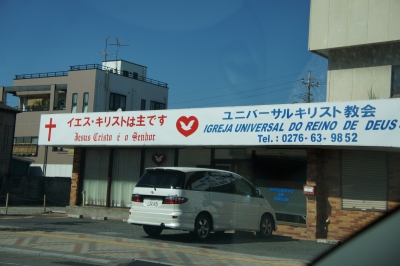 イエス・キリストは主です
Jesus Cristo é o Senhor
ユニバーサルキリスト教会
IGREJA UNIVERSAL DO REINO DE DEUS
Tel.: 0276-63-9852